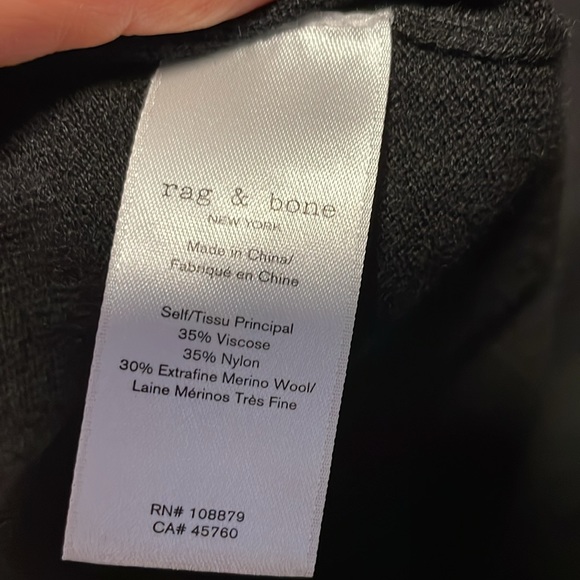 rag & bone
NEW YORK
Made in China/
Fabriqué en Chine
Self/Tissu Principal
35% Viscose
35% Nylon
30% Extrafine Merino Wool/
Laine Mérinos Très Fine
RN# 108879
CA# 45760